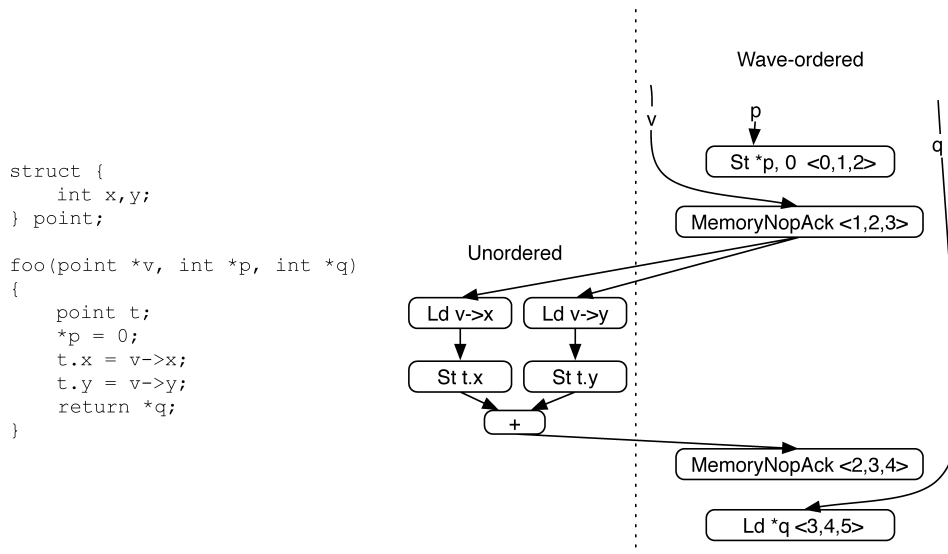 struct {
    int x,y;
} point;
foo(point *v, int *p, int *q)
{
    point t;
    *p = 0;
    t.x = v->x;
    t.y = v->y;
    return *q;
}
Unordered
Ld v->x
Ld v->y
St t.x
St t.y
+
Wave-ordered
v
p
q
St *p, 0 <0,1,2>
MemoryNopAck <1,2,3>
MemoryNopAck <2,3,4>
Ld *q <3,4,5>